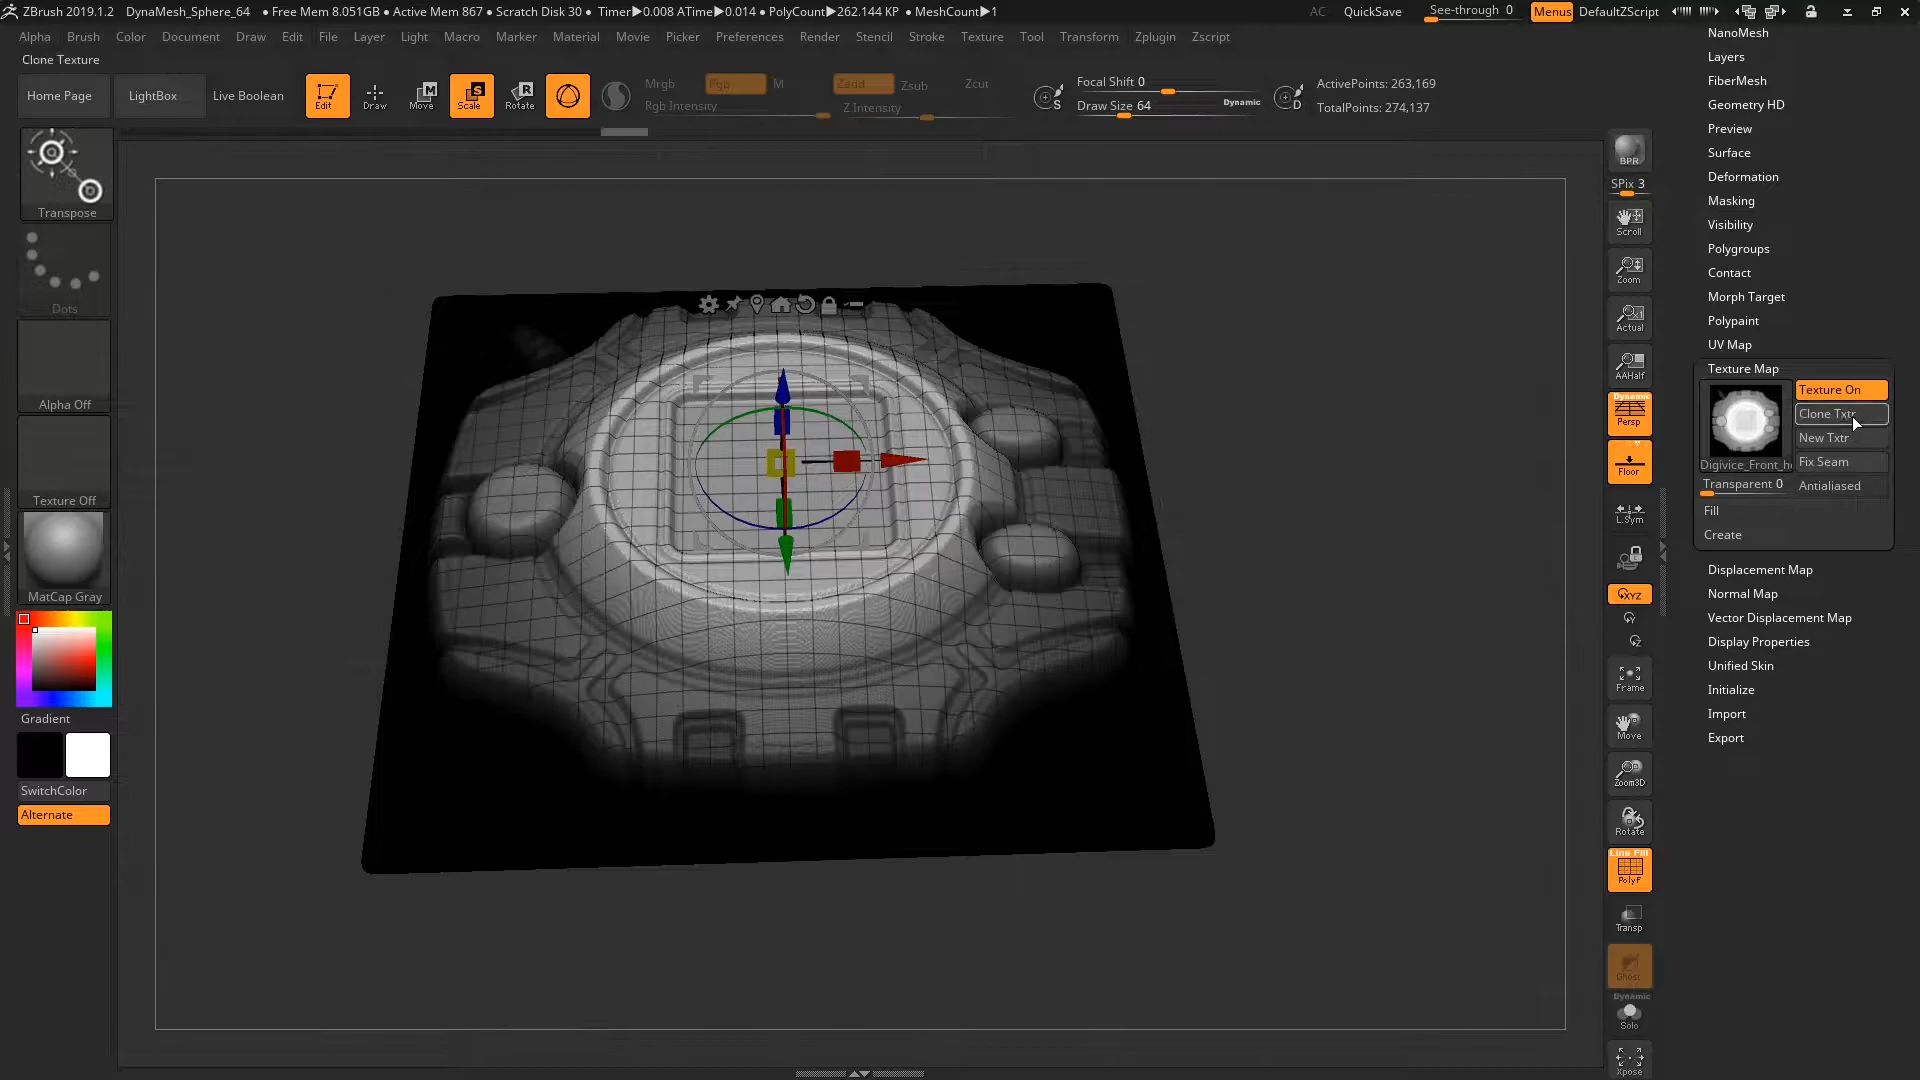 ZBrush 2019.1.2 DynaMesh_Sphere_64 ● Free Mem 8.051GB ● Active Mem 867 ● Scratch Disk 30 ● Timer▶0.008 ATime▶0.014 ● PolyCount▶262.144 KP ● MeshCount▶1 AC QuickSave See-through 0 Menus DefaultZScript
Alpha Brush Color Document Draw Edit File Layer Light Macro Marker Material Movie Picker Preferences Render Stencil Stroke Texture Tool Transform Zplugin Zscript
Clone Texture
Home Page LightBox Live Boolean Edit Draw Move Scale Rotate
Mrgb Rgb M Zadd Zsub Zcut
Rgb Intensity Z Intensity
Focal Shift 0
Draw Size 64 Dynamic
S D
ActivePoints: 263,169
TotalPoints: 274,137
Transpose
Dots
Alpha Off
Texture Off
MatCap Gray
Gradient
SwitchColor
Alternate
BPR
SPix 3
Scroll
Zoom
Actual
AAHalf
Dynamic
Persp
Floor
L.Sym
XYZ
Y
Z
Frame
Move
Zoom3D
Rotate
Line Fill
PolyF
Transp
Ghost
Dynamic
Solo
Xpose
NanoMesh
Layers
FiberMesh
Geometry HD
Preview
Surface
Deformation
Masking
Visibility
Polygroups
Contact
Morph Target
Polypaint
UV Map
Texture Map
Texture On
Clone Txtr
New Txtr
Digivice_Front_h Fix Seam
Transparent 0 Antialiased
Fill
Create
Displacement Map
Normal Map
Vector Displacement Map
Display Properties
Unified Skin
Initialize
Import
Export